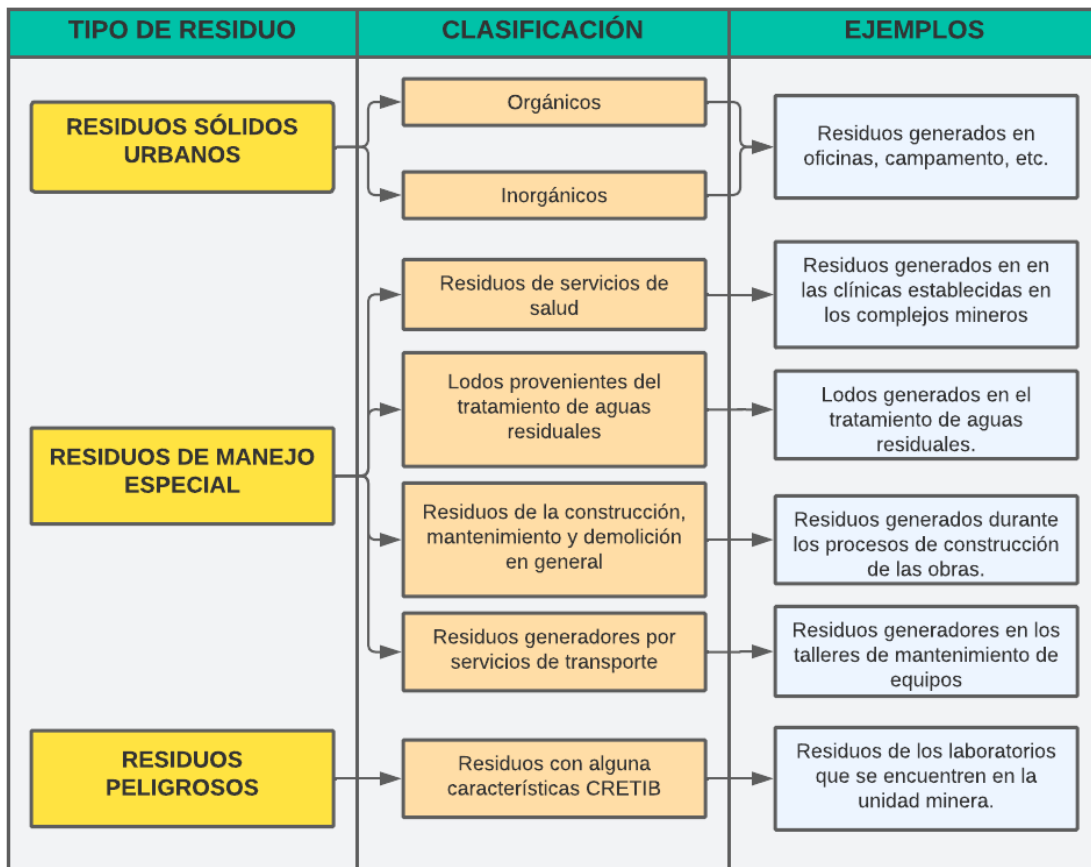 TIPO DE RESIDUO
CLASIFICACIÓN
EJEMPLOS
RESIDUOS SÓLIDOS
URBANOS
Orgánicos
Inorgánicos
Residuos generados en
oficinas, campamento, etc.
RESIDUOS DE MANEJO
ESPECIAL
Residuos de servicios de
salud
Residuos generados en en
las clínicas establecidas en
los complejos mineros
Lodos provenientes del
tratamiento de aguas
residuales
Lodos generados en el
tratamiento de aguas
residuales.
Residuos de la construcción,
mantenimiento y demolición
en general
Residuos generados durante
los procesos de construcción
de las obras.
Residuos generadores por
servicios de transporte
Residuos generadores en los
talleres de mantenimiento de
equipos
RESIDUOS
PELIGROSOS
Residuos con alguna
características CRETIB
Residuos de los laboratorios
que se encuentren en la
unidad minera.